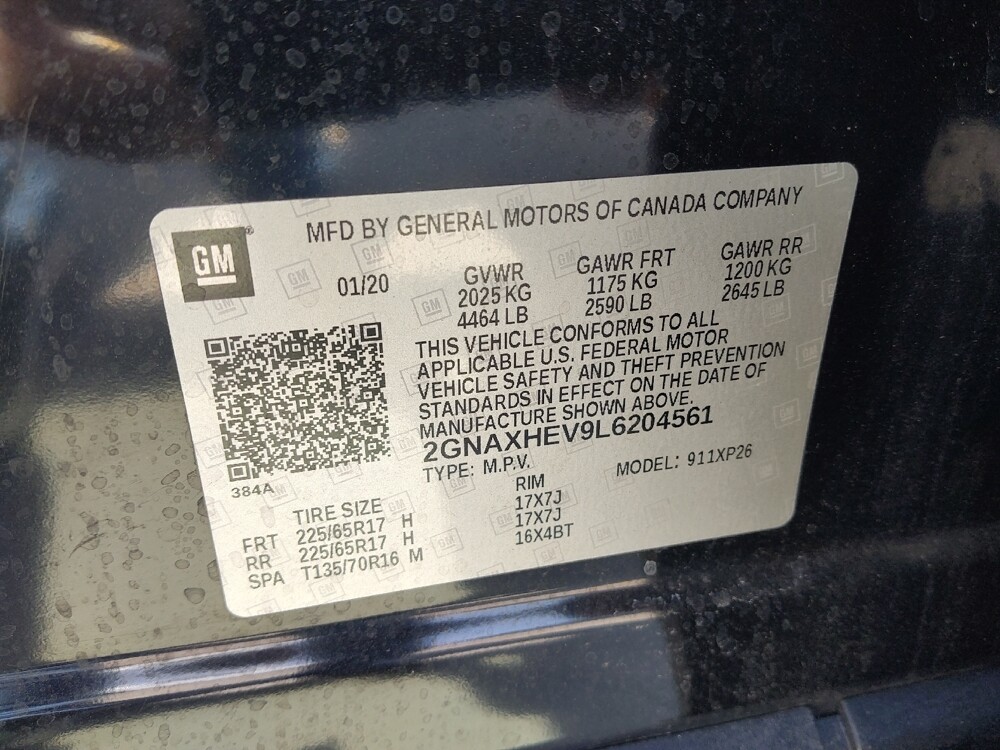 MFD BY GENERAL MOTORS OF CANADA COMPANY
GM
01/20
GVWR
2025 KG
4464 LB
GAWR FRT
1175 KG
2590 LB
GAWR RR
1200 KG
2645 LB
THIS VEHICLE CONFORMS TO ALL
APPLICABLE U.S. FEDERAL MOTOR
VEHICLE SAFETY AND THEFT PREVENTION
STANDARDS IN EFFECT ON THE DATE OF
MANUFACTURE SHOWN ABOVE.
2GNAXHEV9L6204561
TYPE: M.P.V. MODEL: 911XP26
384A
TIRE SIZE RIM
FRT 225/65R17 H 17X7J
RR 225/65R17 H 17X7J
SPA T135/70R16 M 16X4BT